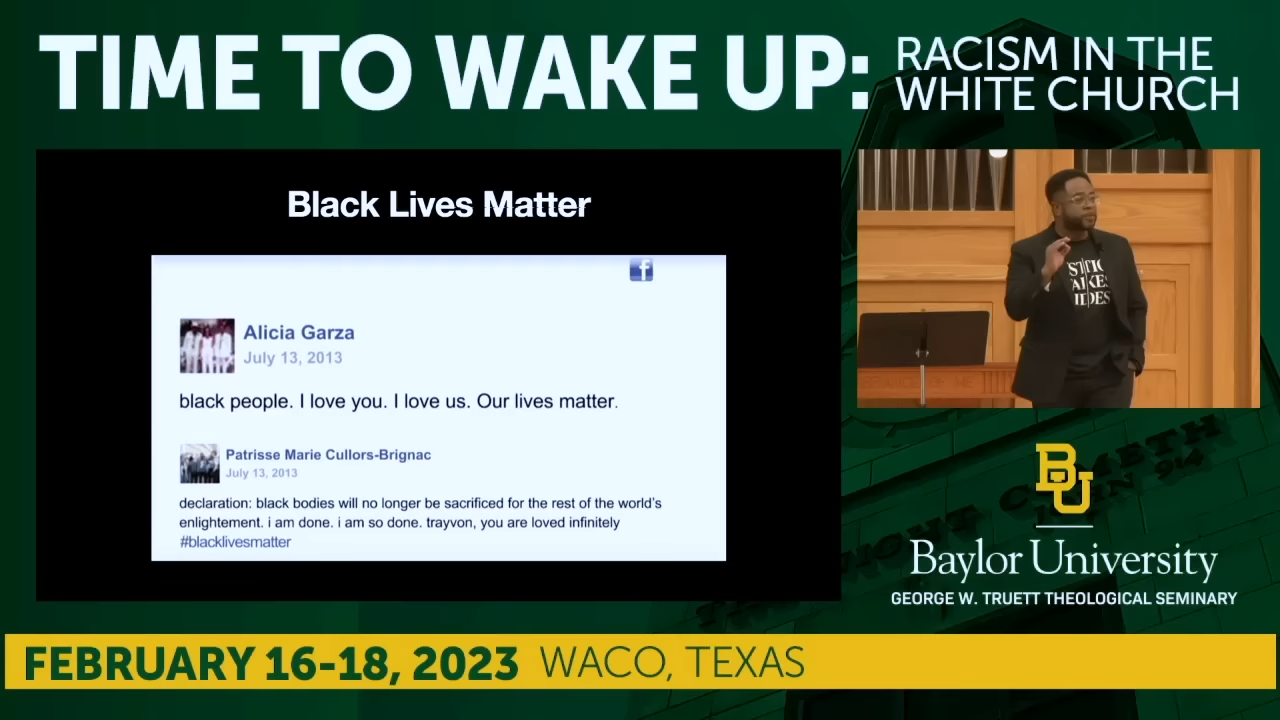 TIME TO WAKE UP:
RACISM IN THE
WHITE CHURCH
Black Lives Matter
f
Alicia Garza
July 13, 2013
black people. I love you. I love us. Our lives matter.
Patrisse Marie Cullors-Brignac
July 13, 2013
declaration: black bodies will no longer be sacrificed for the rest of the world's
enlightement. i am done. i am so done. trayvon, you are loved infinitely
#blacklivesmatter
BU
Baylor University
GEORGE W. TRUETT THEOLOGICAL SEMINARY
FEBRUARY 16-18, 2023 WACO, TEXAS